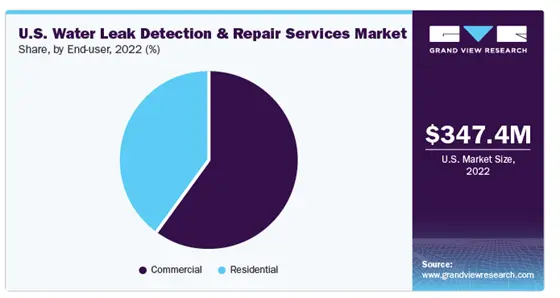 U.S. Water Leak Detection & Repair Services Market
Share, by End-user, 2022 (%)
GRAND VIEW RESEARCH
$347.4M
U.S. Market Size,
2022
Commercial
Residential
Source:
www.grandviewresearch.com